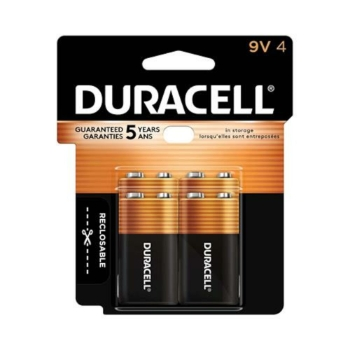 9V 4
DURACELL®
GUARANTEED 5 YEARS In storage
GARANTIES ANS lorsqu'elles sont entreposées
RECLOSABLE
DURACELL
DURACELL